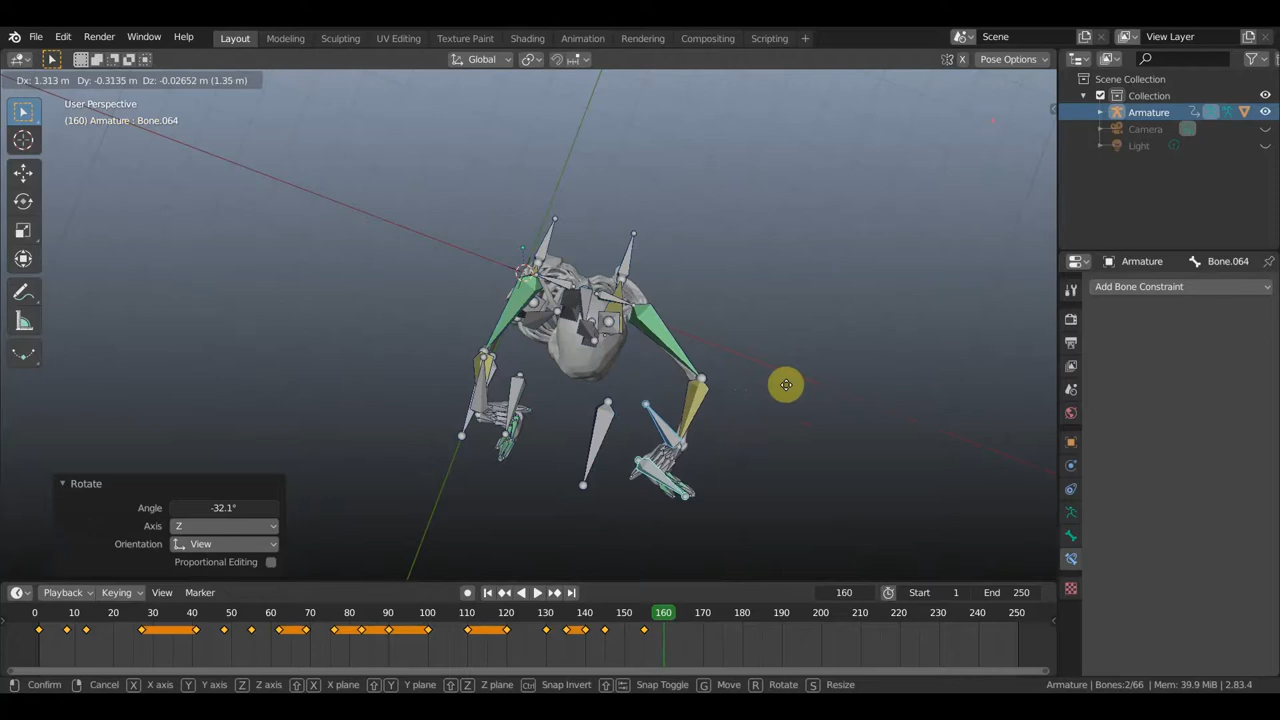 File Edit Render Window Help Layout Modeling Sculpting UV Editing Texture Paint Shading Animation Rendering Compositing Scripting + Scene View Layer
Global X Pose Options
Dx: 1.313 m Dy: -0.3135 m Dz: -0.02652 m (1.35 m)
User Perspective
(160) Armature : Bone.064
Scene Collection
Collection
Armature
Camera
Light
Armature Bone.064
Add Bone Constraint
Rotate
Angle -32.1°
Axis Z
Orientation View
Proportional Editing
Playback Keying View Marker 160 Start 1 End 250
0 10 20 30 40 50 60 70 80 90 100 110 120 130 140 150 160 170 180 190 200 210 220 230 240 250
Confirm Cancel X X axis Y Y axis Z Z axis X X plane Y Y plane Z Z plane Ctrl Snap Invert Snap Toggle G Move R Rotate S Resize Armature | Bones:2/66 | Mem: 39.9 MiB | 2.83.4